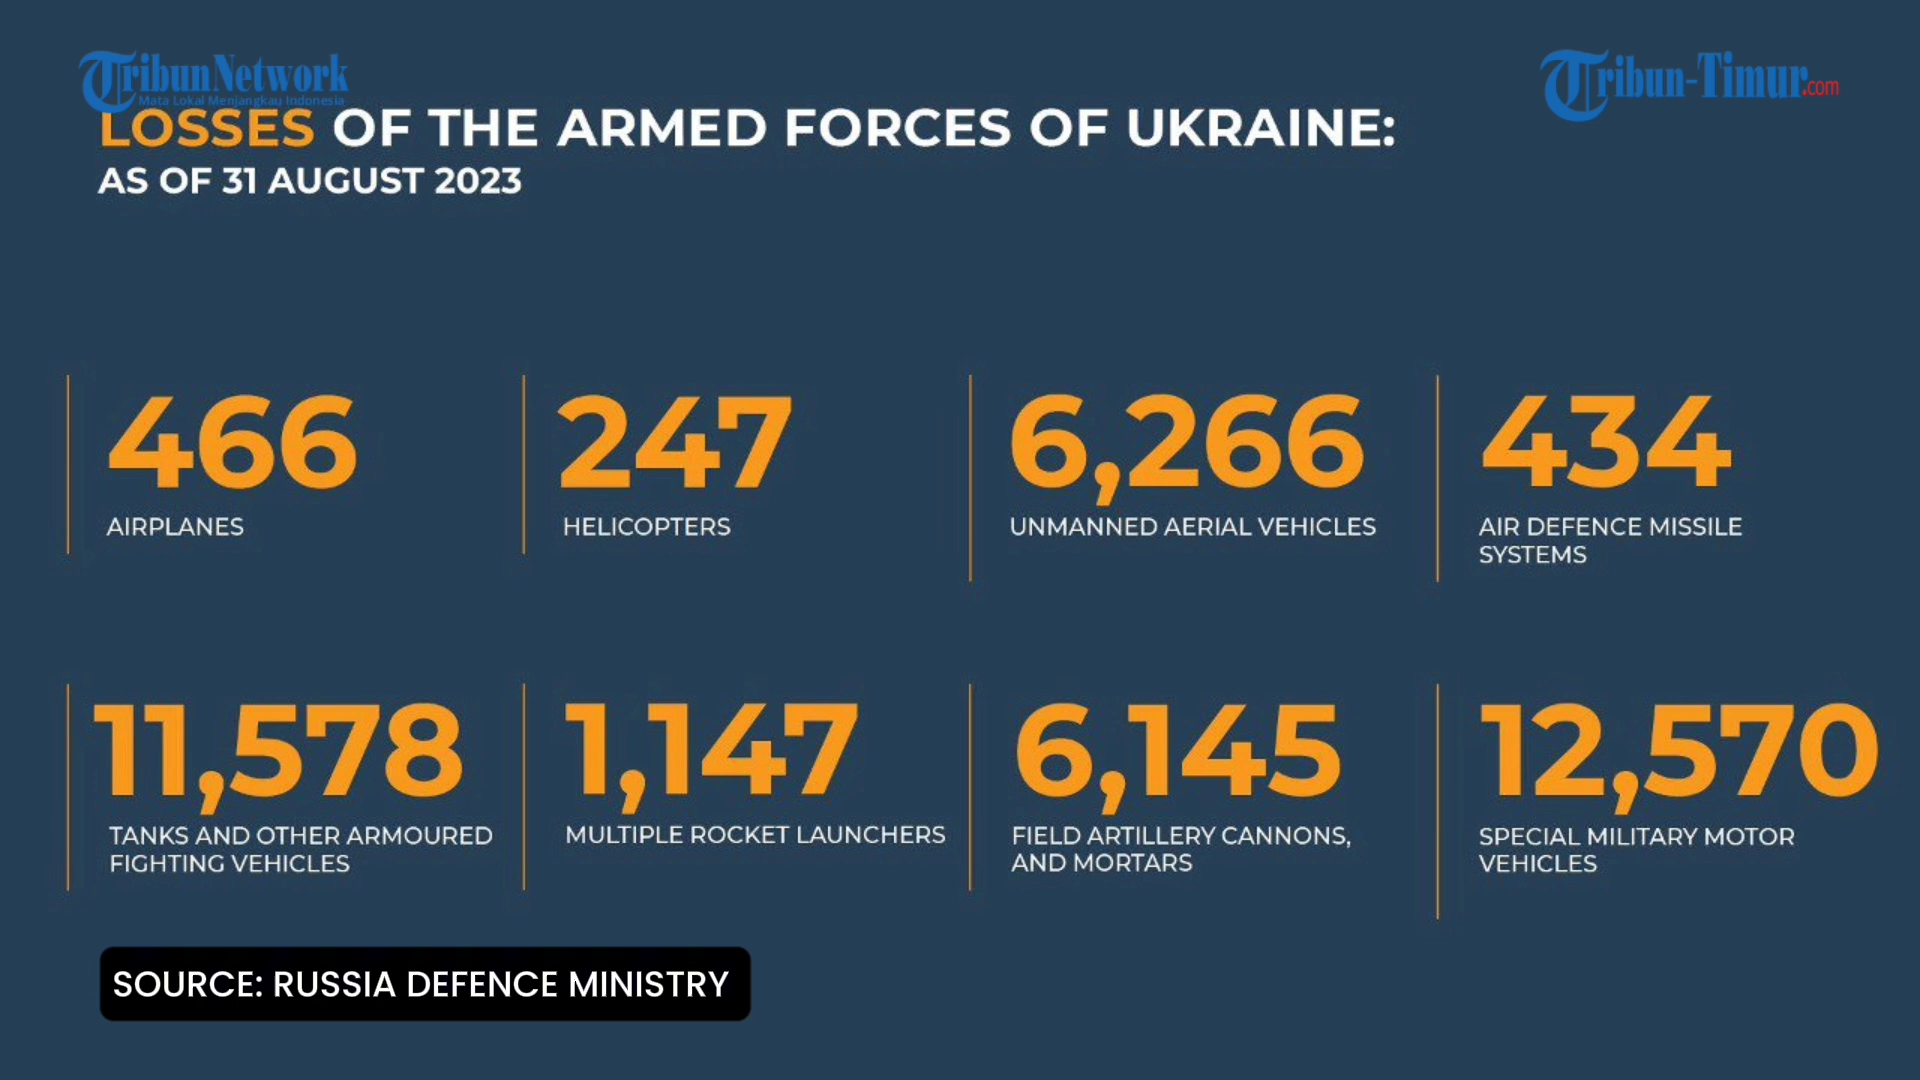 TribunNetwork
Mata Lokal Menjangkau Indonesia
Tribun-Timur.com
LOSSES OF THE ARMED FORCES OF UKRAINE:
AS OF 31 AUGUST 2023
466
AIRPLANES
247
HELICOPTERS
6,266
UNMANNED AERIAL VEHICLES
434
AIR DEFENCE MISSILE
SYSTEMS
11,578
TANKS AND OTHER ARMOURED
FIGHTING VEHICLES
1,147
MULTIPLE ROCKET LAUNCHERS
6,145
FIELD ARTILLERY CANNONS,
AND MORTARS
12,570
SPECIAL MILITARY MOTOR
VEHICLES
SOURCE: RUSSIA DEFENCE MINISTRY